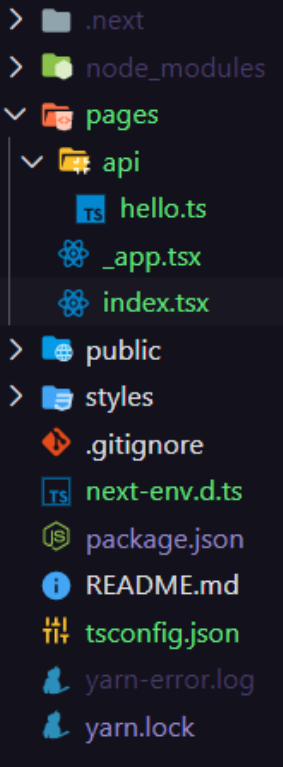 .next
node_modules
pages
api
TS hello.ts
_app.tsx
index.tsx
public
styles
.gitignore
TS next-env.d.ts
JS package.json
i README.md
tsconfig.json
yarn-error.log
yarn.lock